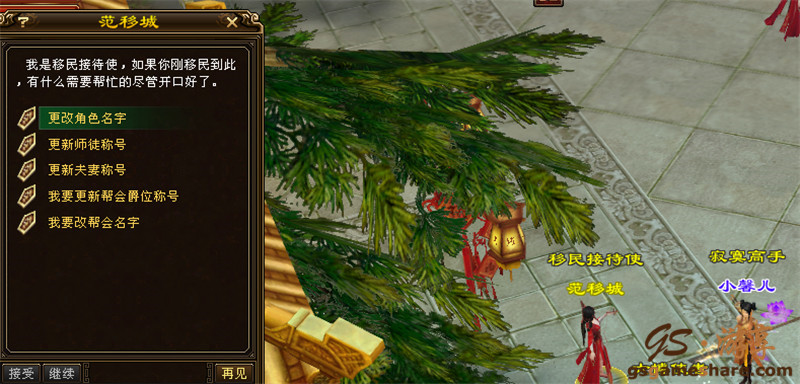 范移城
我是移民接待使，如果你刚移民到此
，有什么需要帮忙的尽管开口好了。
更改角色名字
更新师徒称号
更新夫妻称号
我要更新帮会爵位称号
我要改帮会名字
接受
继续
再见
移民接待使
范移城
寂寞高手
小馨儿
GS
gsgameshard.com